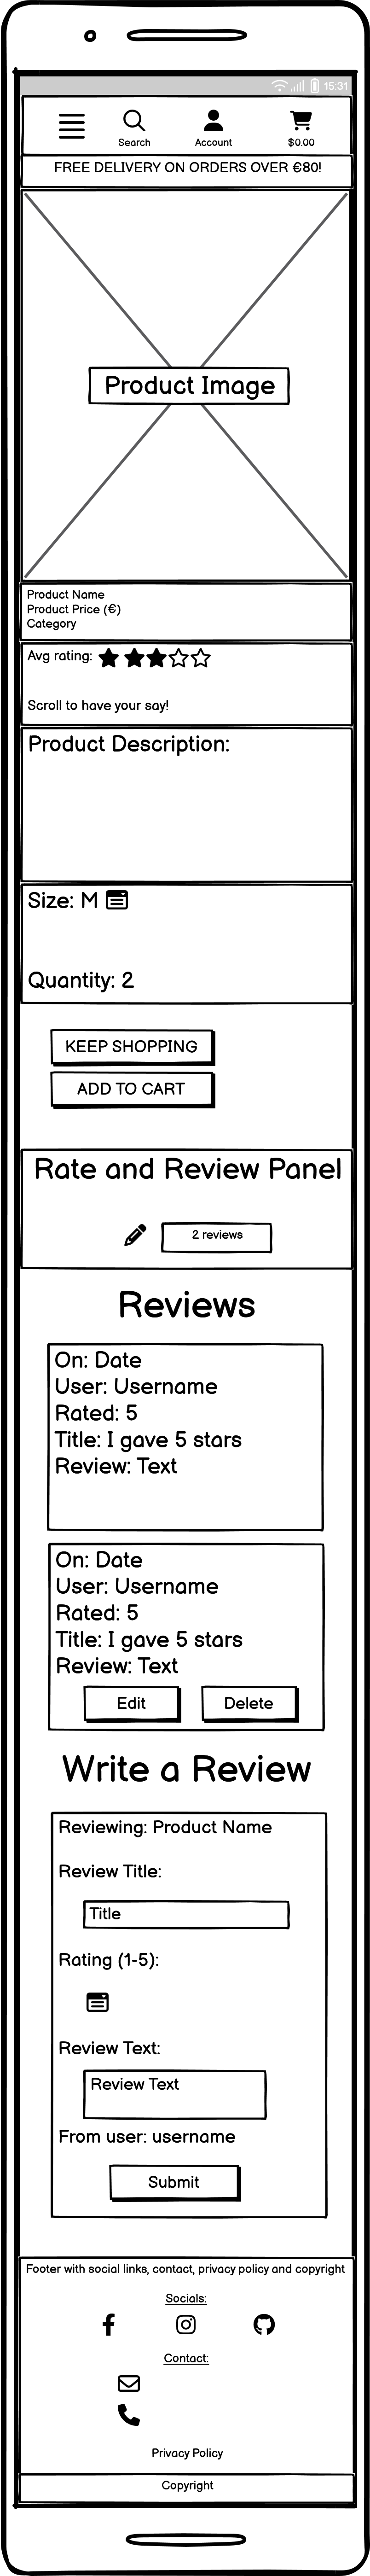 15:31
Search
Account
$0.00
FREE DELIVERY ON ORDERS OVER €80!
Product Image
Product Name
Product Price (€)
Category
Avg rating:
Scroll to have your say!
Product Description:
Size: M
Quantity: 2
KEEP SHOPPING
ADD TO CART
Rate and Review Panel
2 reviews
Reviews
On: Date
User: Username
Rated: 5
Title: I gave 5 stars
Review: Text
On: Date
User: Username
Rated: 5
Title: I gave 5 stars
Review: Text
Edit
Delete
Write a Review
Reviewing: Product Name
Review Title:
Title
Rating (1-5):
Review Text:
Review Text
From user: username
Submit
Footer with social links, contact, privacy policy and copyright
Socials:
Contact:
Privacy Policy
Copyright